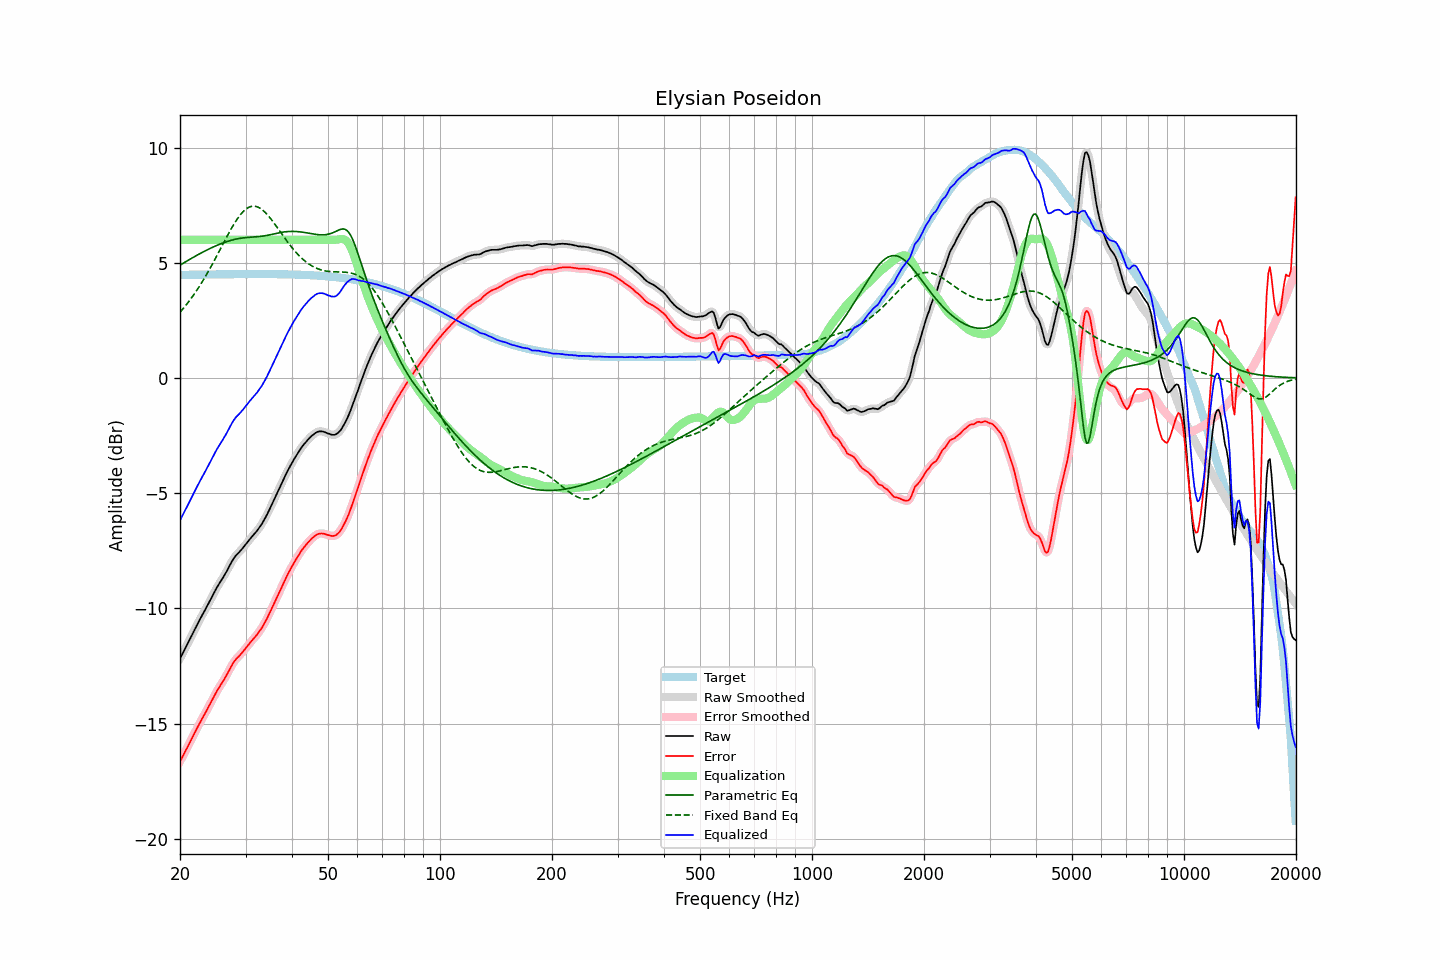 Elysian Poseidon
10
5
0
−5
−10
−15
−20
Amplitude (dBr)
Target
Raw Smoothed
Error Smoothed
Raw
Error
Equalization
Parametric Eq
Fixed Band Eq
Equalized
20 50 100 200 500 1000 2000 5000 10000 20000
Frequency (Hz)